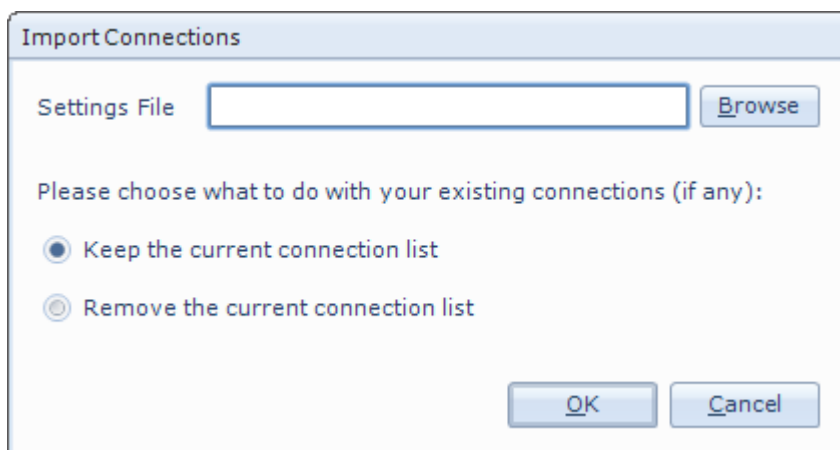 Import Connections
Settings File Browse
Please choose what to do with your existing connections (if any):
Keep the current connection list
Remove the current connection list
OK Cancel